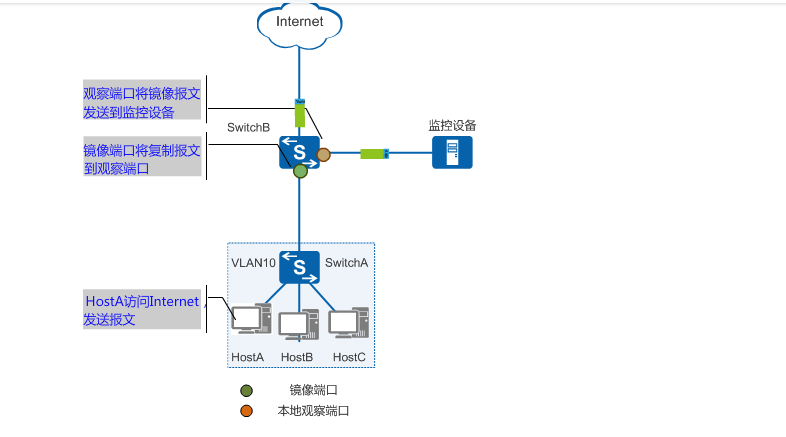 Internet
观察端口将镜像报文
发送到监控设备
SwitchB
监控设备
S
镜像端口将复制报文
到观察端口
VLAN10
S
SwitchA
HostA访问Internet，
发送报文
HostA
HostB
HostC
镜像端口
本地观察端口